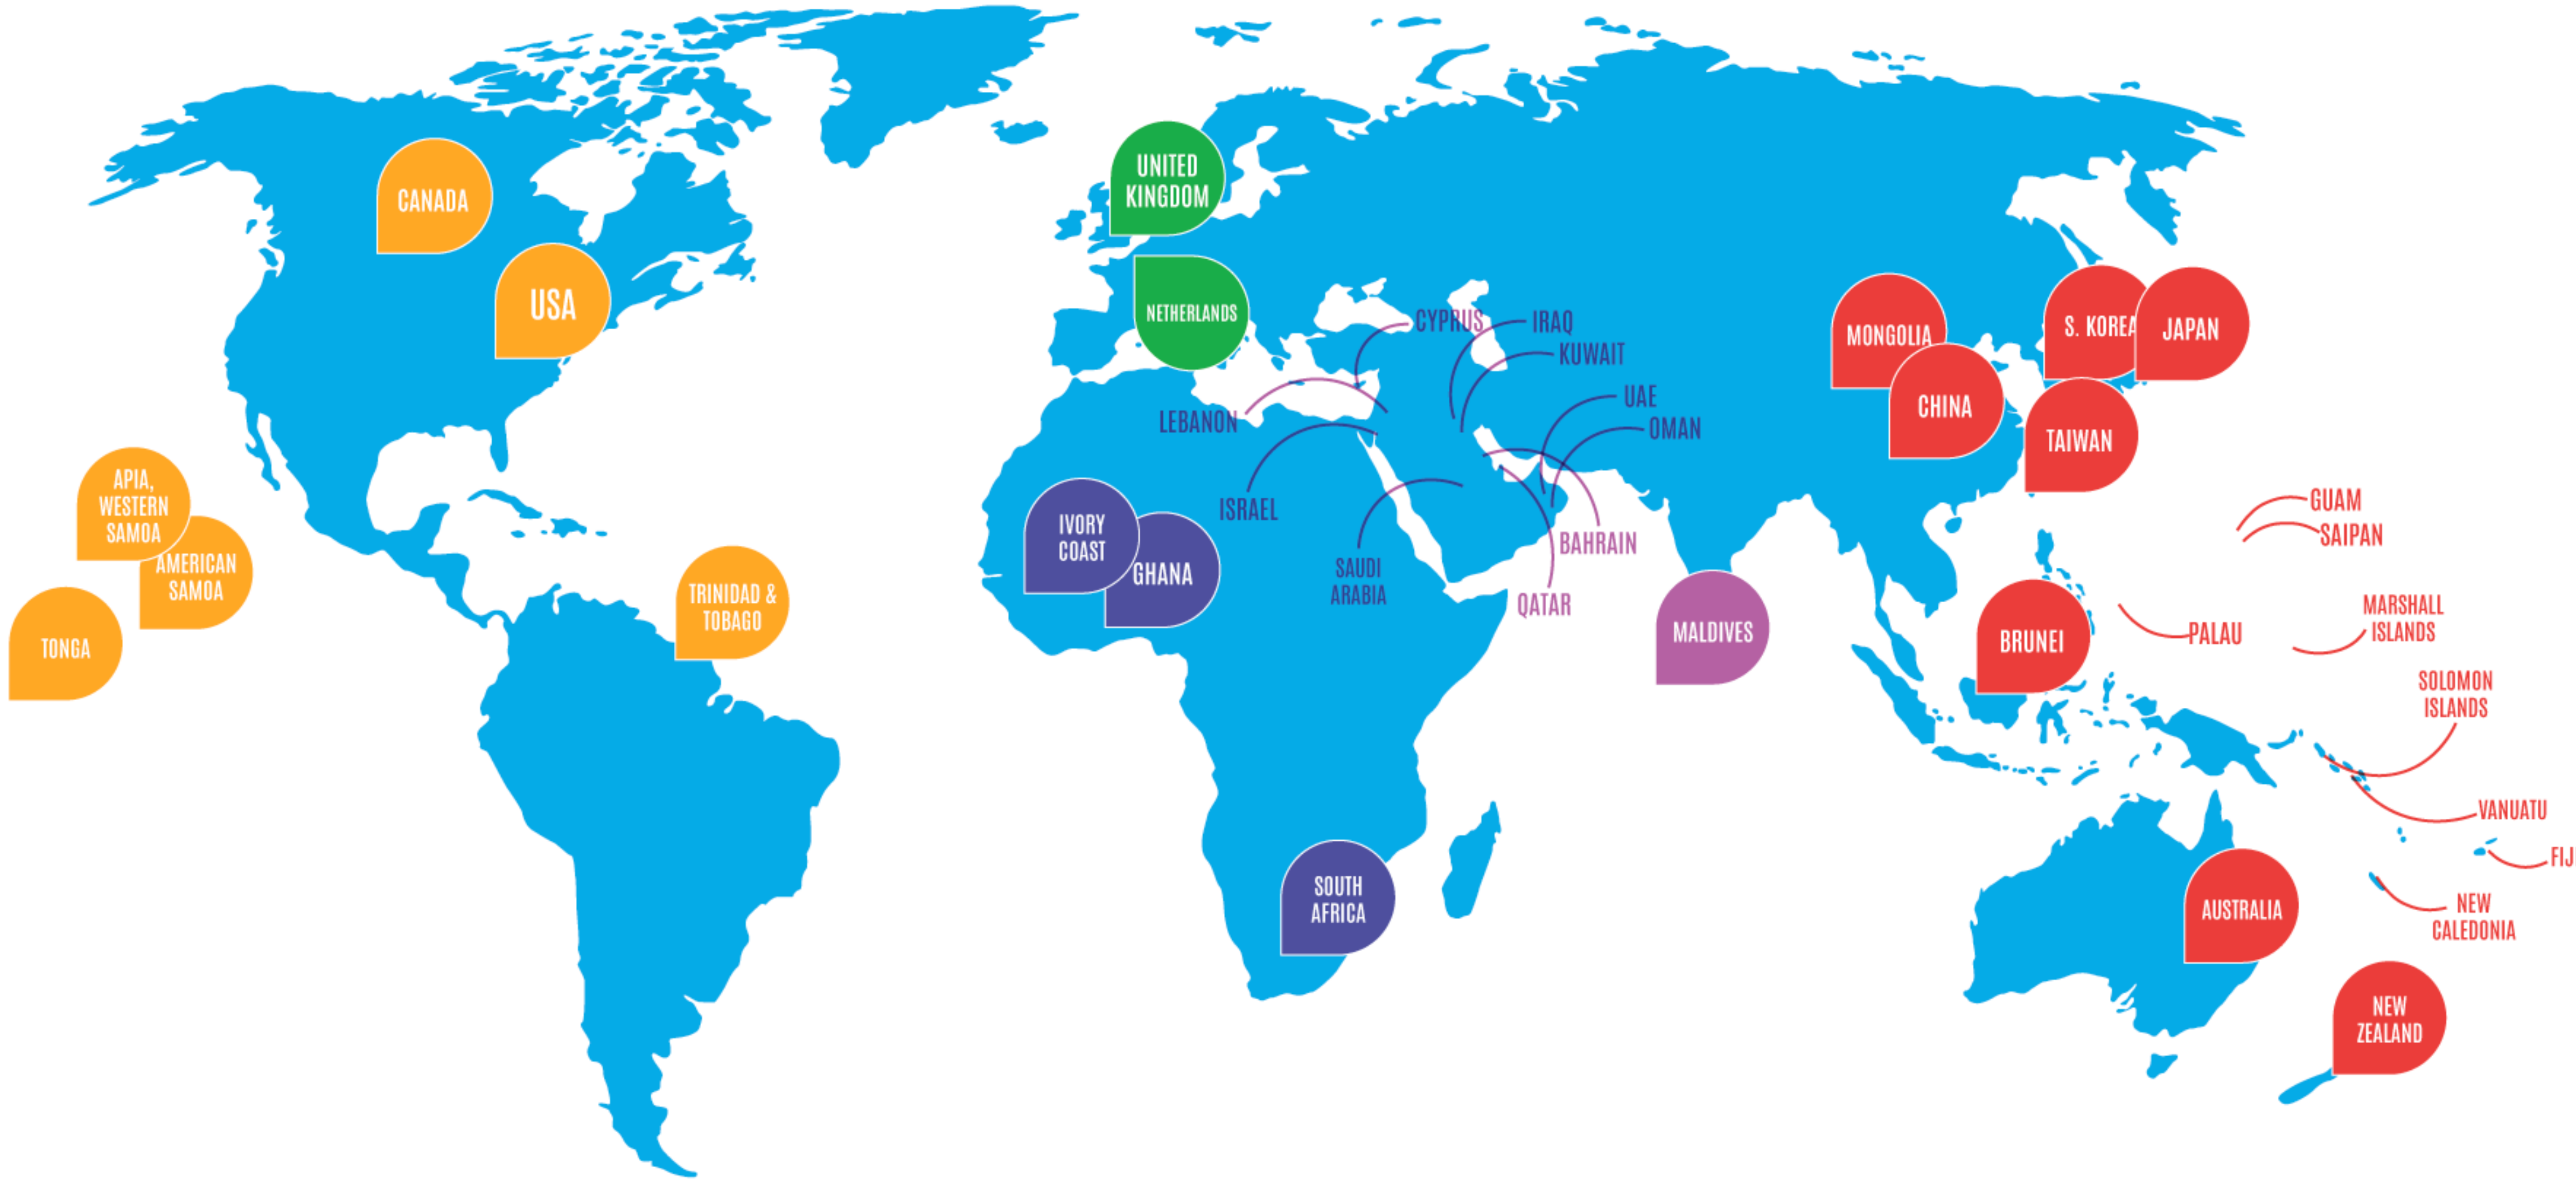 CANADA
USA
APIA,
WESTERN
SAMOA
AMERICAN
SAMOA
TONGA
TRINIDAD &
TOBAGO
UNITED
KINGDOM
NETHERLANDS
CYPRUS
IRAQ
KUWAIT
UAE
OMAN
LEBANON
ISRAEL
SAUDI
ARABIA
BAHRAIN
QATAR
IVORY
COAST
GHANA
SOUTH
AFRICA
MALDIVES
MONGOLIA
CHINA
S. KOREA
JAPAN
TAIWAN
BRUNEI
GUAM
SAIPAN
PALAU
MARSHALL
ISLANDS
SOLOMON
ISLANDS
VANUATU
FIJ
NEW
CALEDONIA
AUSTRALIA
NEW
ZEALAND